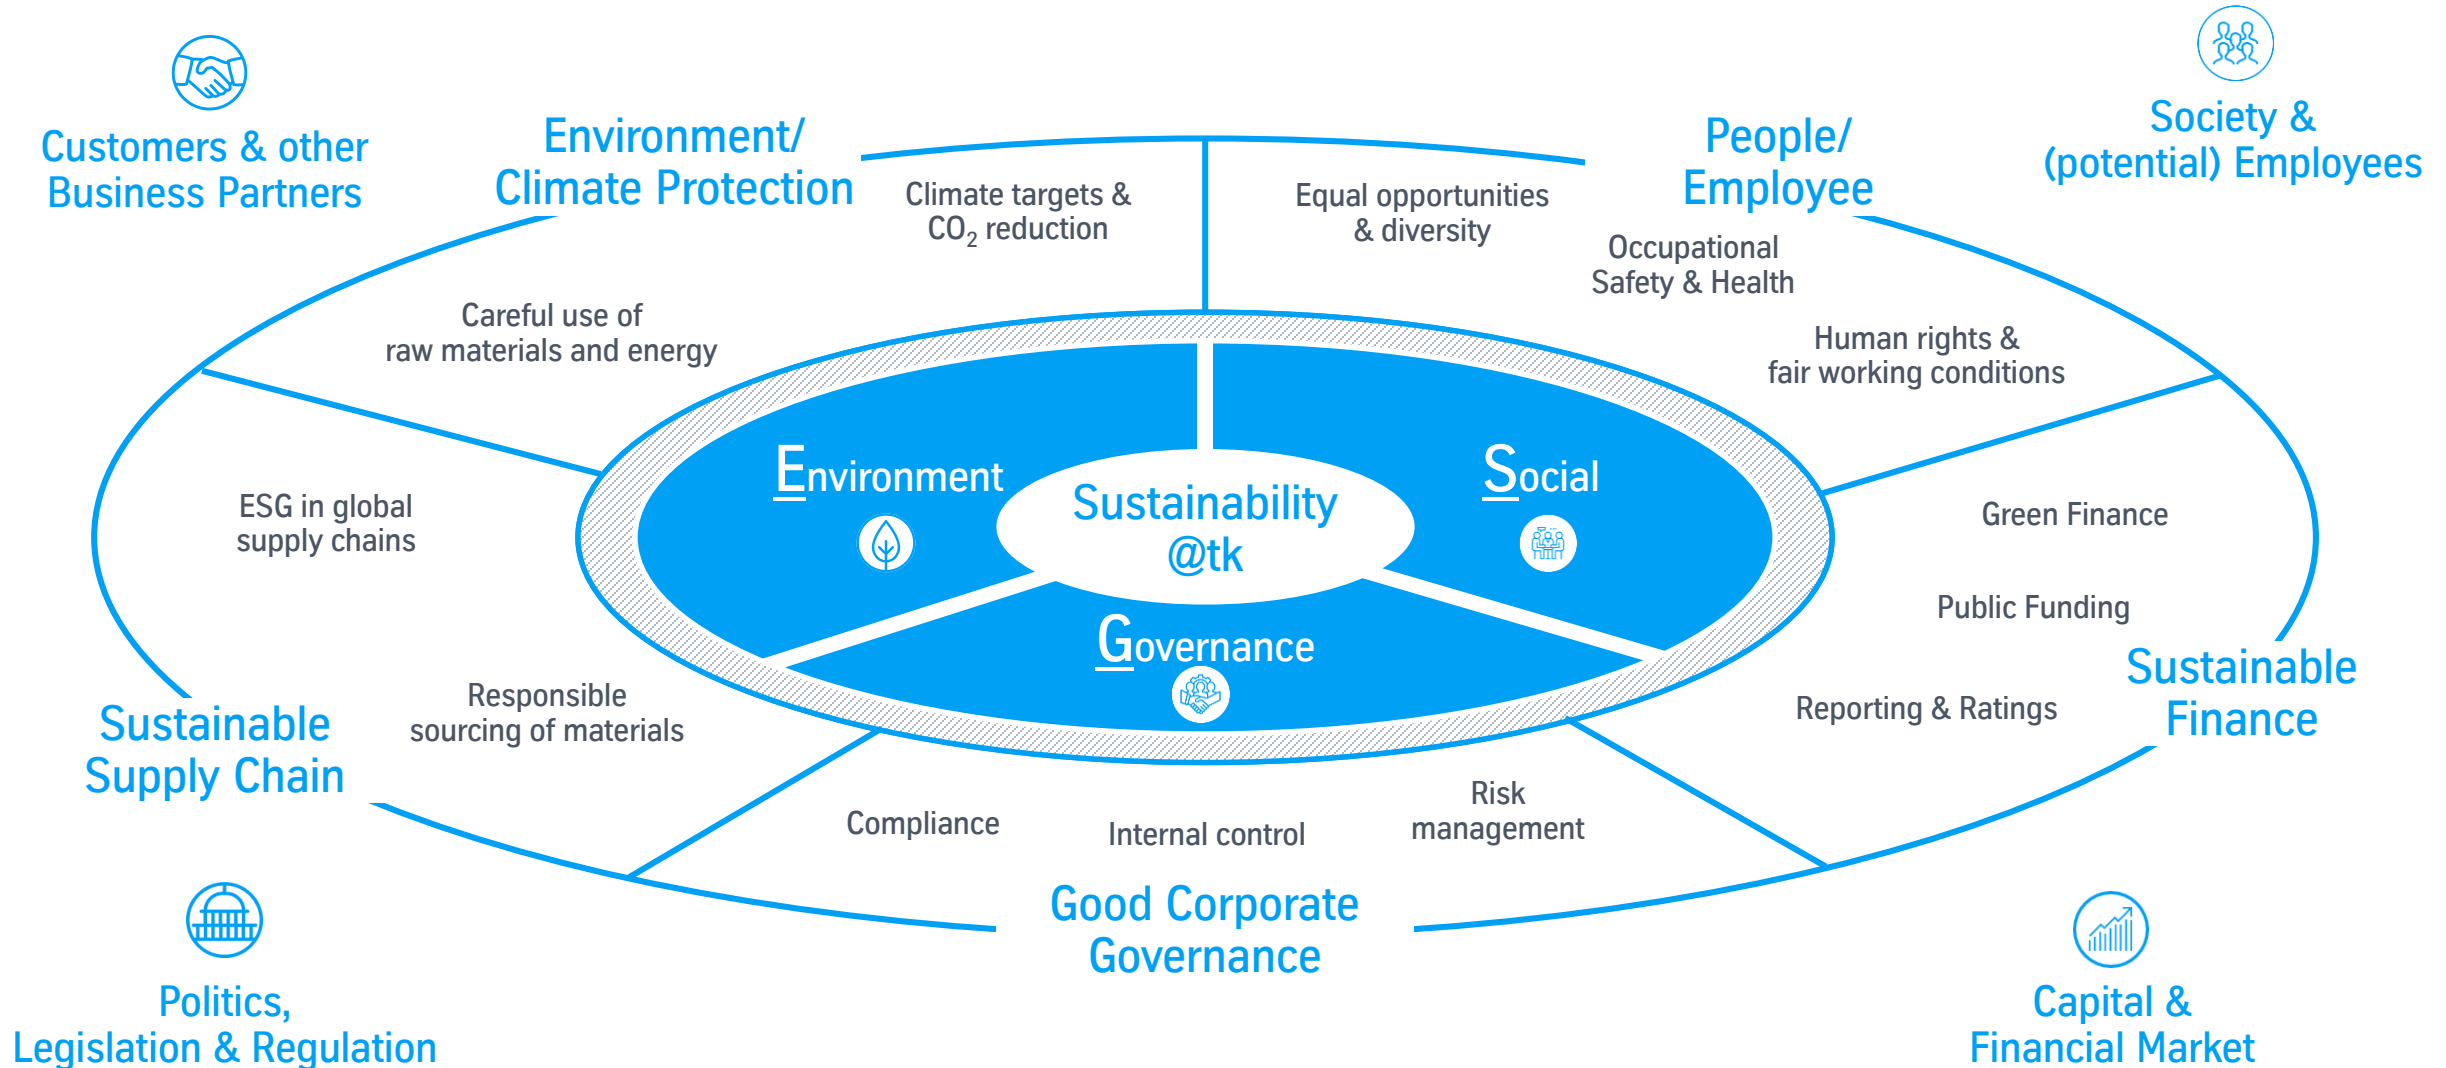 Customers & other
Business Partners
Environment/
Climate Protection
People/
Employee
Society &
(potential) Employees
Climate targets &
CO₂ reduction
Equal opportunities
& diversity
Occupational
Safety & Health
Careful use of
raw materials and energy
Human rights &
fair working conditions
Environment
Sustainability
@tk
Social
Governance
ESG in global
supply chains
Green Finance
Public Funding
Reporting & Ratings
Sustainable
Finance
Responsible
sourcing of materials
Sustainable
Supply Chain
Compliance
Internal control
Risk
management
Good Corporate
Governance
Politics,
Legislation & Regulation
Capital &
Financial Market